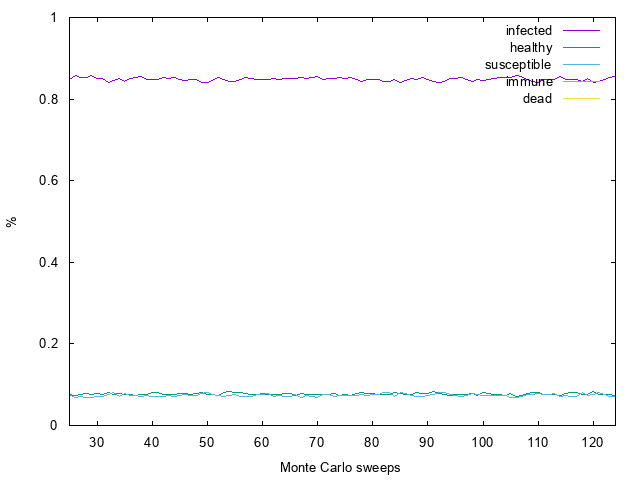 1
infected
healthy
susceptible
immune
dead
0.8
0.6
%
0.4
0.2
0
30 40 50 60 70 80 90 100 110 120
Monte Carlo sweeps